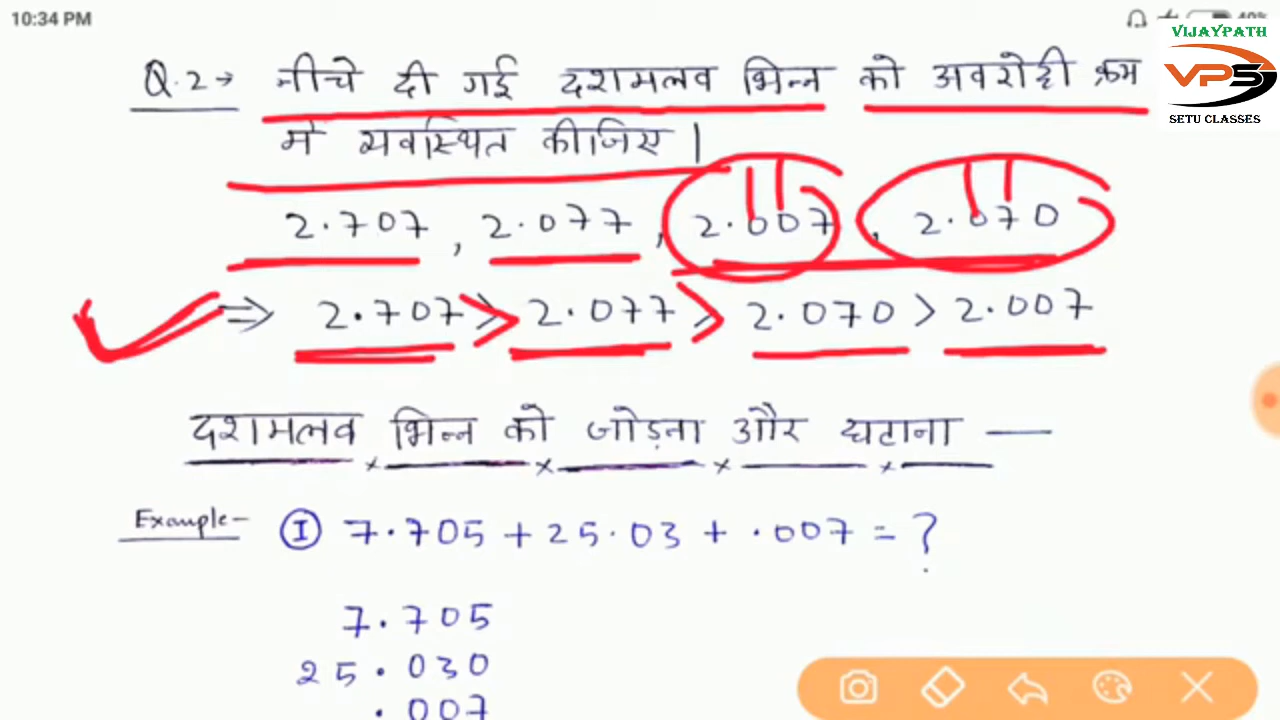 10:34 PM
40%
VIJAYPATH
VPS
SETU CLASSES
Q.2→ नीचे दी गई दशमलव भिन्न को अवरोही क्रम
में व्यवस्थित कीजिए।
2.707, 2.077, 2.007, 2.070
⇒ 2.707 > 2.077 > 2.070 > 2.007
दशमलव भिन्न को जोड़ना और घटाना —
Example- Ⓘ 7.705 + 25.03 + .007 = ?
7.705
25.030
.007